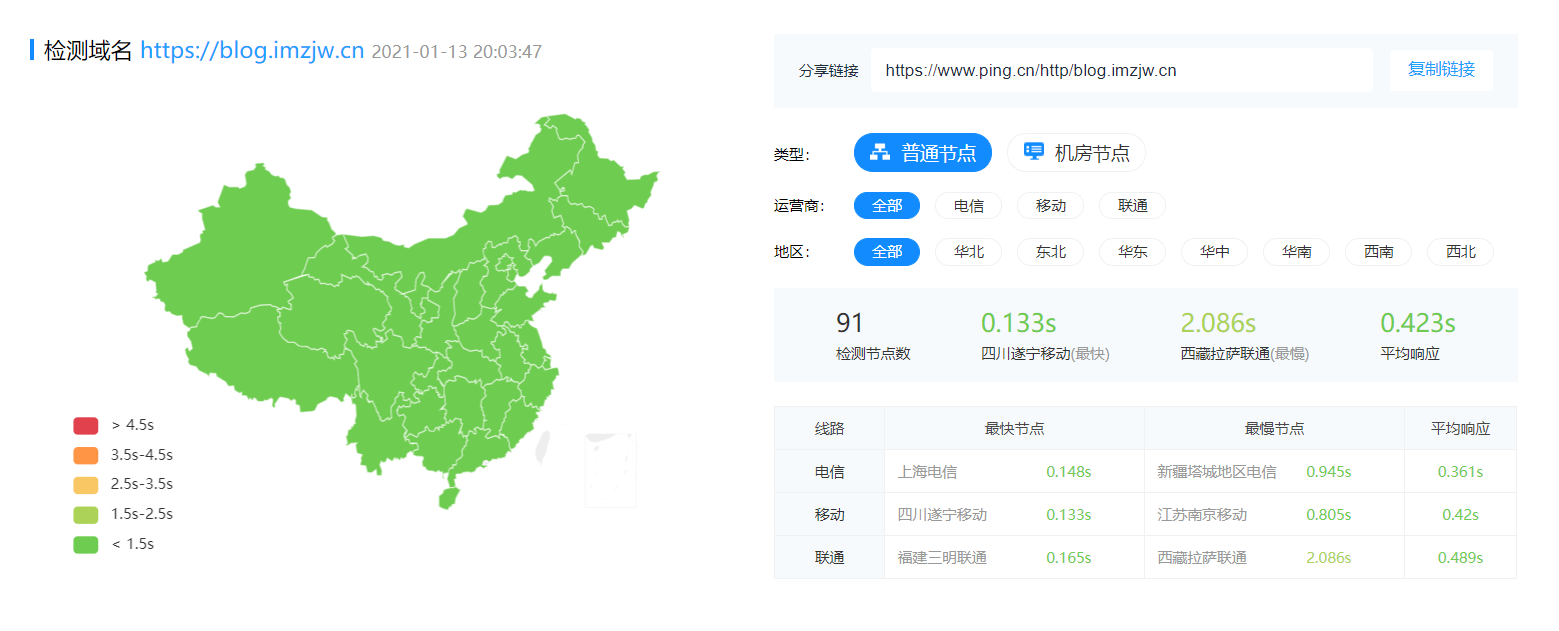 检测域名 https://blog.imzjw.cn 2021-01-13 20:03:47
> 4.5s
3.5s-4.5s
2.5s-3.5s
1.5s-2.5s
< 1.5s
分享链接 https://www.ping.cn/http/blog.imzjw.cn 复制链接
类型： 普通节点 机房节点
运营商： 全部 电信 移动 联通
地区： 全部 华北 东北 华东 华中 华南 西南 西北
91 0.133s 2.086s 0.423s
检测节点数 四川遂宁移动(最快) 西藏拉萨联通(最慢) 平均响应
线路 最快节点 最慢节点 平均响应
电信 上海电信 0.148s 新疆塔城地区电信 0.945s 0.361s
移动 四川遂宁移动 0.133s 江苏南京移动 0.805s 0.42s
联通 福建三明联通 0.165s 西藏拉萨联通 2.086s 0.489s